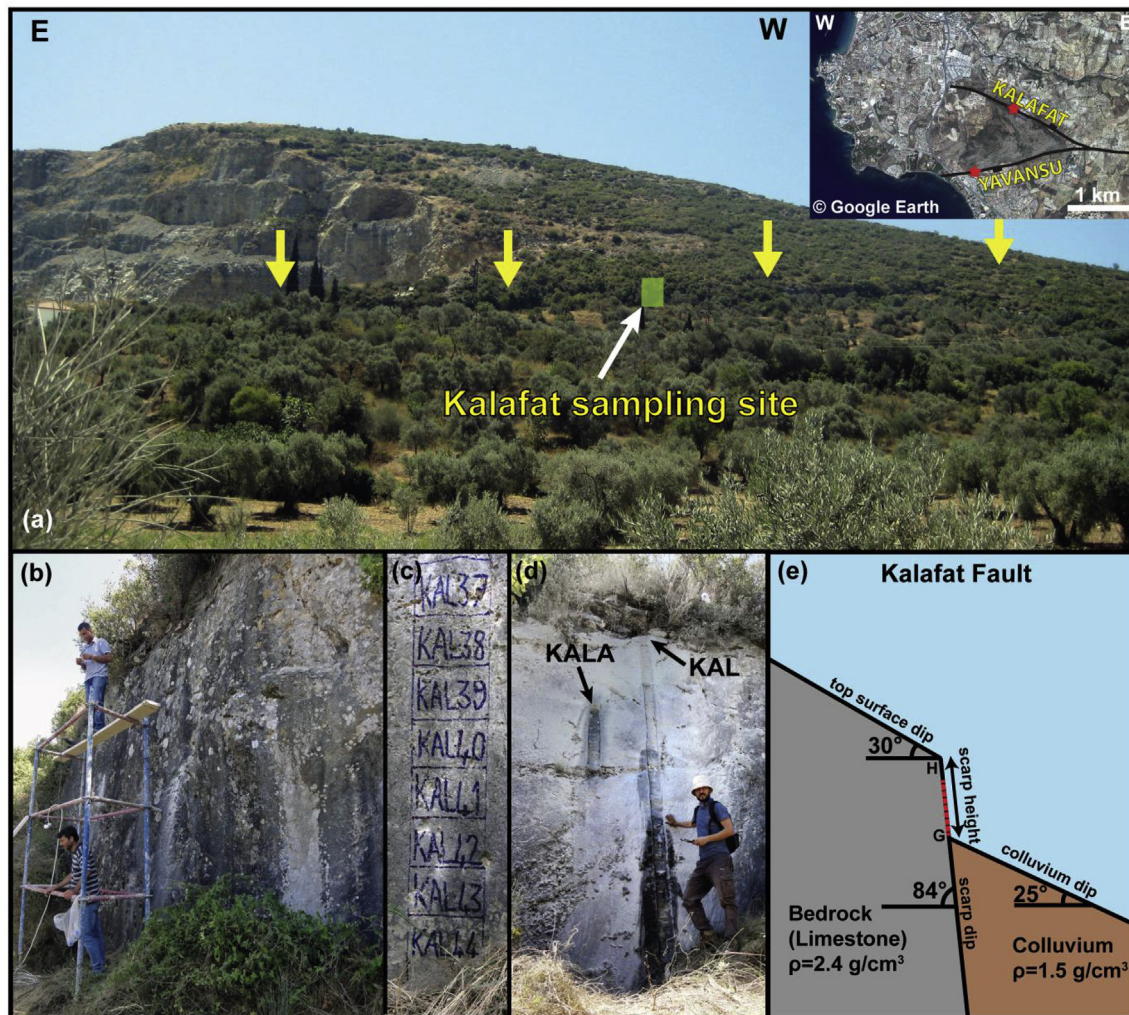 E
W
W
E
KALAFAT
YAVANSU
© Google Earth
1 km
Kalafat sampling site
(a)
(b)
(c)
KAL37
KAL38
KAL39
KAL40
KAL41
KAL42
KAL43
KAL44
(d)
KALA
KAL
(e)
Kalafat Fault
top surface dip
30°
H
scarp height
G
colluvium dip
84°
scarp dip
25°
Bedrock
(Limestone)
ρ=2.4 g/cm³
Colluvium
ρ=1.5 g/cm³